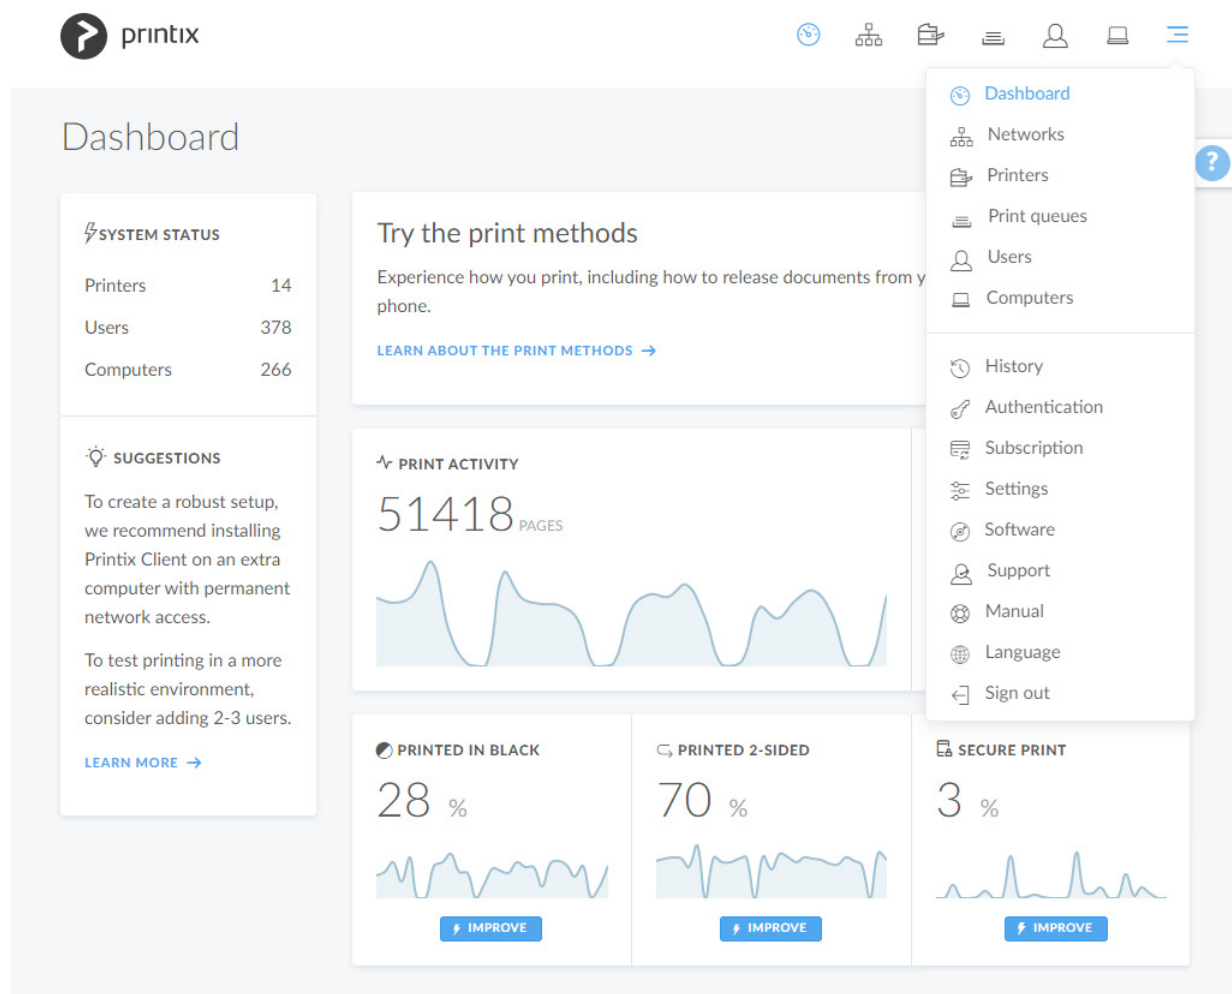 printix
Dashboard
SYSTEM STATUS
Printers 14
Users 378
Computers 266
SUGGESTIONS
To create a robust setup,
we recommend installing
Printix Client on an extra
computer with permanent
network access.
To test printing in a more
realistic environment,
consider adding 2-3 users.
LEARN MORE →
Try the print methods
Experience how you print, including how to release documents from y
phone.
LEARN ABOUT THE PRINT METHODS →
PRINT ACTIVITY
51418 PAGES
PRINTED IN BLACK
28 %
IMPROVE
PRINTED 2-SIDED
70 %
IMPROVE
SECURE PRINT
3 %
IMPROVE
Dashboard
Networks
Printers
Print queues
Users
Computers
History
Authentication
Subscription
Settings
Software
Support
Manual
Language
Sign out
?